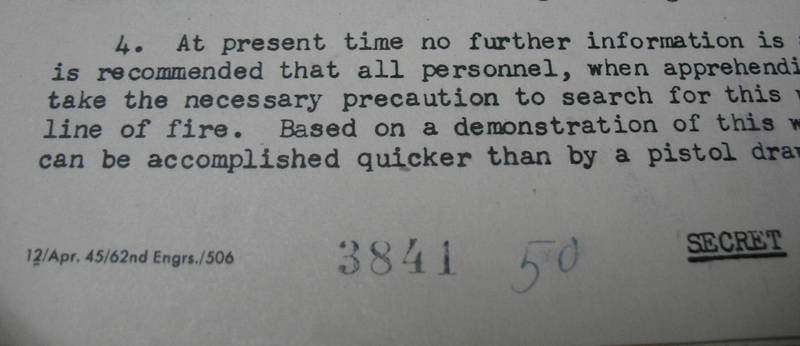 4. At present time no further information is
is recommended that all personnel, when apprehendi
take the necessary precaution to search for this
line of fire. Based on a demonstration of this w
can be accomplished quicker than by a pistol draw
12/Apr. 45/62nd Engrs./506
3841
50
SECRET